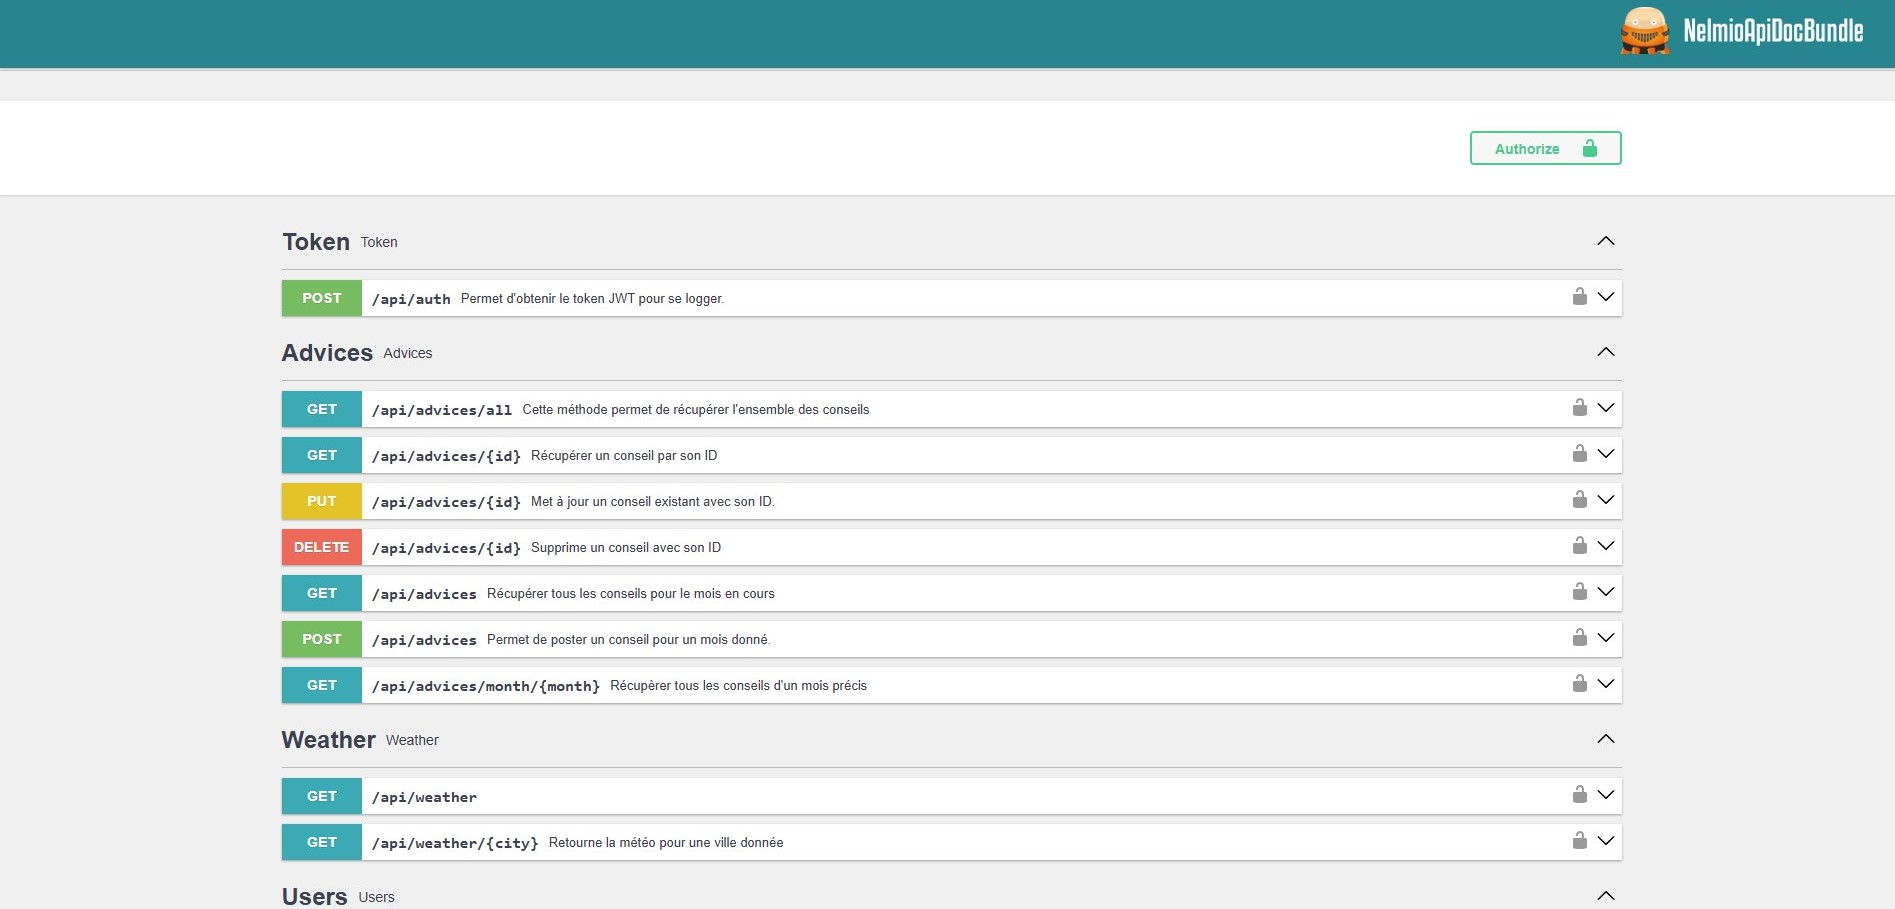 NelmioApiDocBundle
Authorize
Token Token
POST /api/auth Permet d'obtenir le token JWT pour se logger.
Advices Advices
GET /api/advices/all Cette méthode permet de récupérer l'ensemble des conseils
GET /api/advices/{id} Récupérer un conseil par son ID
PUT /api/advices/{id} Met à jour un conseil existant avec son ID.
DELETE /api/advices/{id} Supprime un conseil avec son ID
GET /api/advices Récupérer tous les conseils pour le mois en cours
POST /api/advices Permet de poster un conseil pour un mois donné.
GET /api/advices/month/{month} Récupèrer tous les conseils d'un mois précis
Weather Weather
GET /api/weather
GET /api/weather/{city} Retourne la météo pour une ville donnée
Users Users